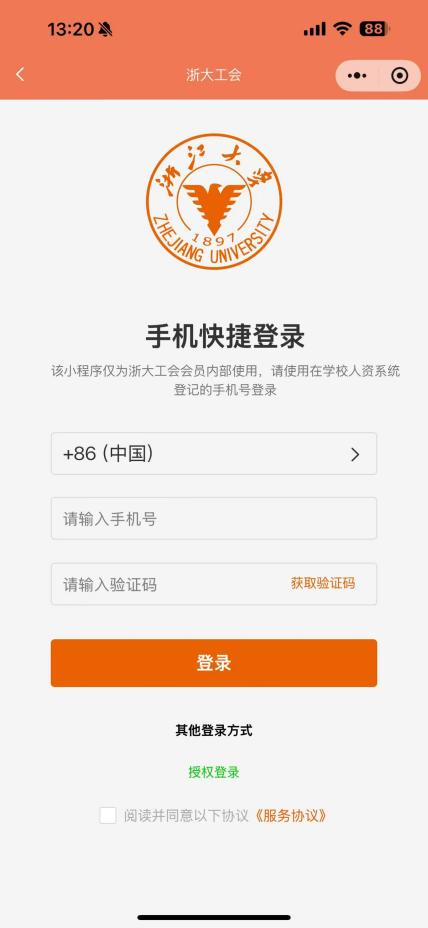 13:20
88
浙大工会
浙江大學
1897
ZHEJIANG UNIVERSITY
手机快捷登录
该小程序仅为浙大工会会员内部使用，请使用在学校人资系统
登记的手机号登录
+86 (中国)
请输入手机号
请输入验证码 获取验证码
登录
其他登录方式
授权登录
阅读并同意以下协议《服务协议》